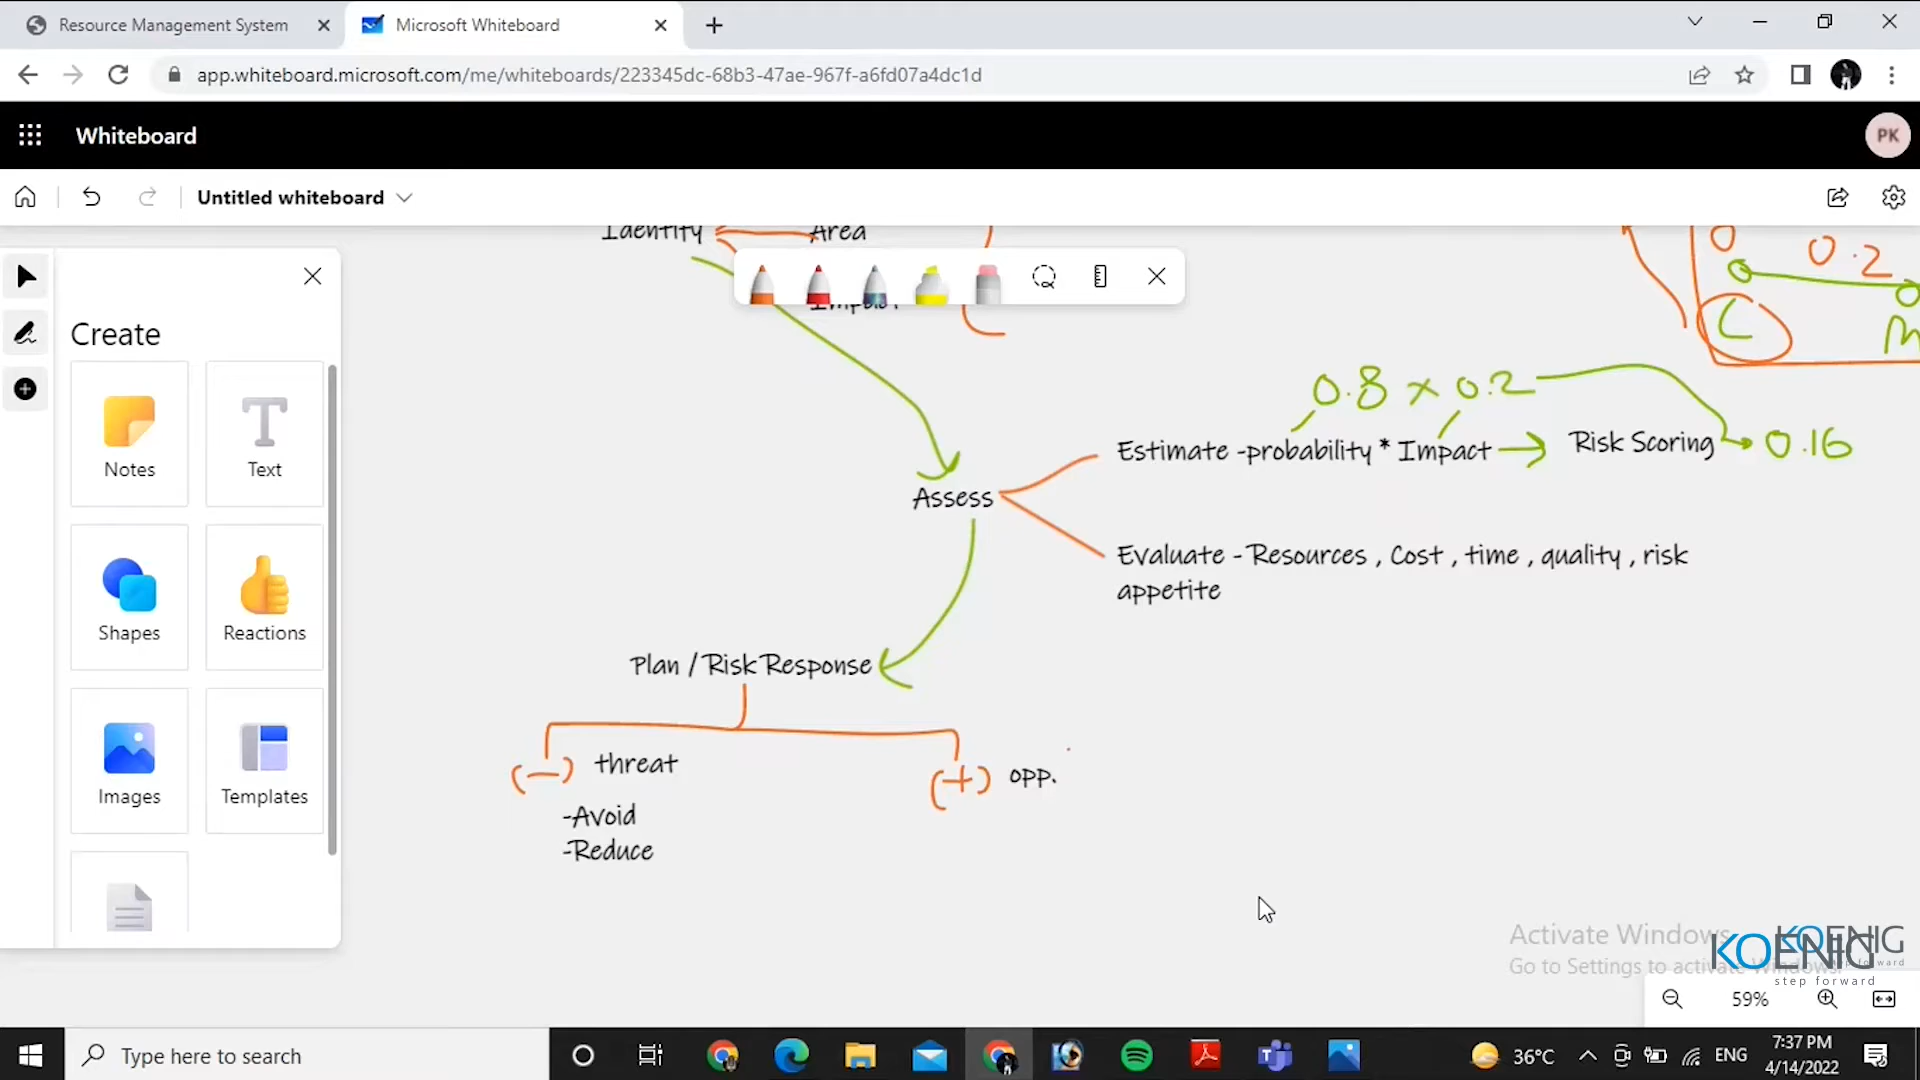 Resource Management System
Microsoft Whiteboard
app.whiteboard.microsoft.com/me/whiteboards/223345dc-68b3-47ae-967f-a6fd07a4dc1d
Whiteboard
PK
Untitled whiteboard
Identify
Area
Impact
0
0.2
C
M
Create
Notes
Text
Shapes
Reactions
Images
Templates
0.8 × 0.2
Estimate -probability * Impact
Risk Scoring
0.16
Assess
Evaluate - Resources , Cost , time , quality , risk
appetite
Plan / Risk Response
(-) threat
(+) opp.
-Avoid
-Reduce
Activate Windows
Go to Settings to activate Windows.
KOENIG
step forward
KOENIG
59%
Type here to search
36°C
ENG
7:37 PM
4/14/2022